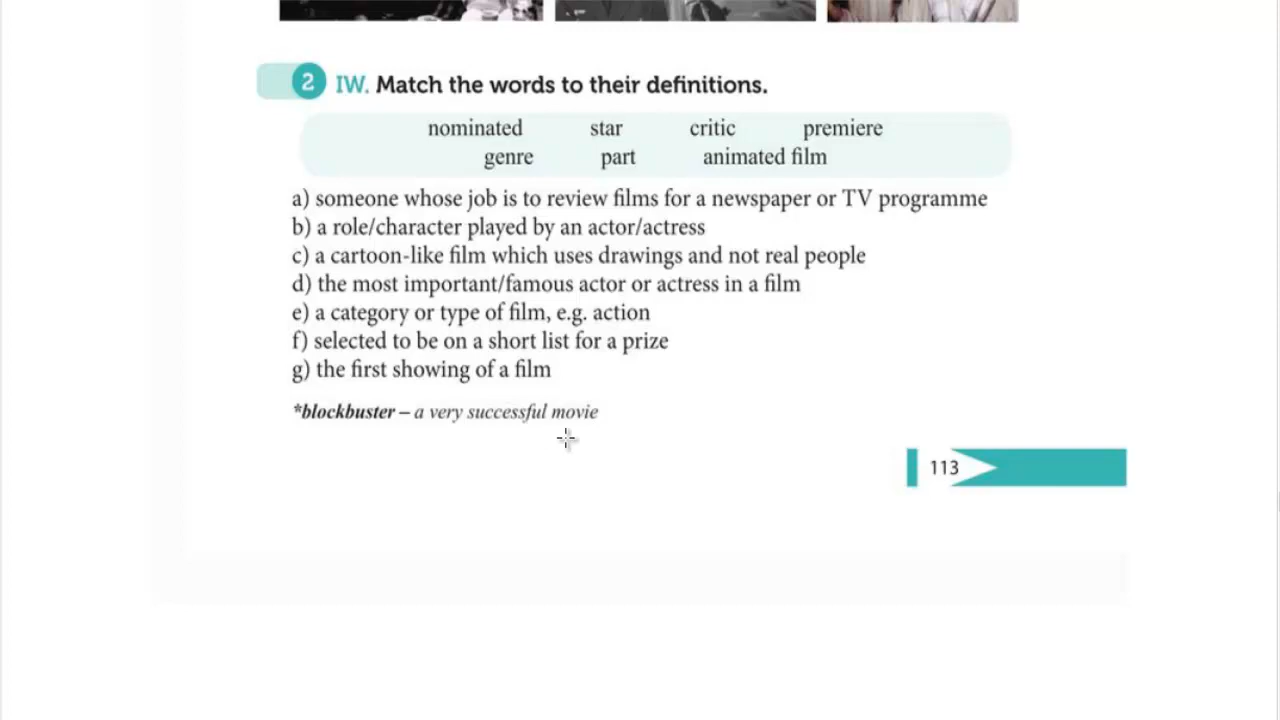 2 IW. Match the words to their definitions.
nominated star critic premiere
genre part animated film
a) someone whose job is to review films for a newspaper or TV programme
b) a role/character played by an actor/actress
c) a cartoon-like film which uses drawings and not real people
d) the most important/famous actor or actress in a film
e) a category or type of film, e.g. action
f) selected to be on a short list for a prize
g) the first showing of a film
*blockbuster – a very successful movie
113